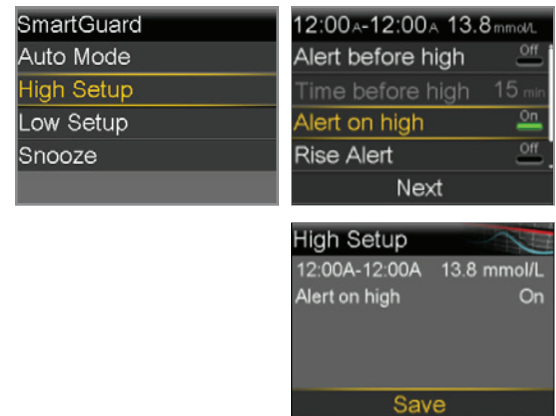 SmartGuard
Auto Mode
High Setup
Low Setup
Snooze
12:00A-12:00A 13.8 mmol/L
Alert before high Off
Time before high 15 min
Alert on high On
Rise Alert Off
Next
High Setup
12:00A-12:00A 13.8 mmol/L
Alert on high On
Save